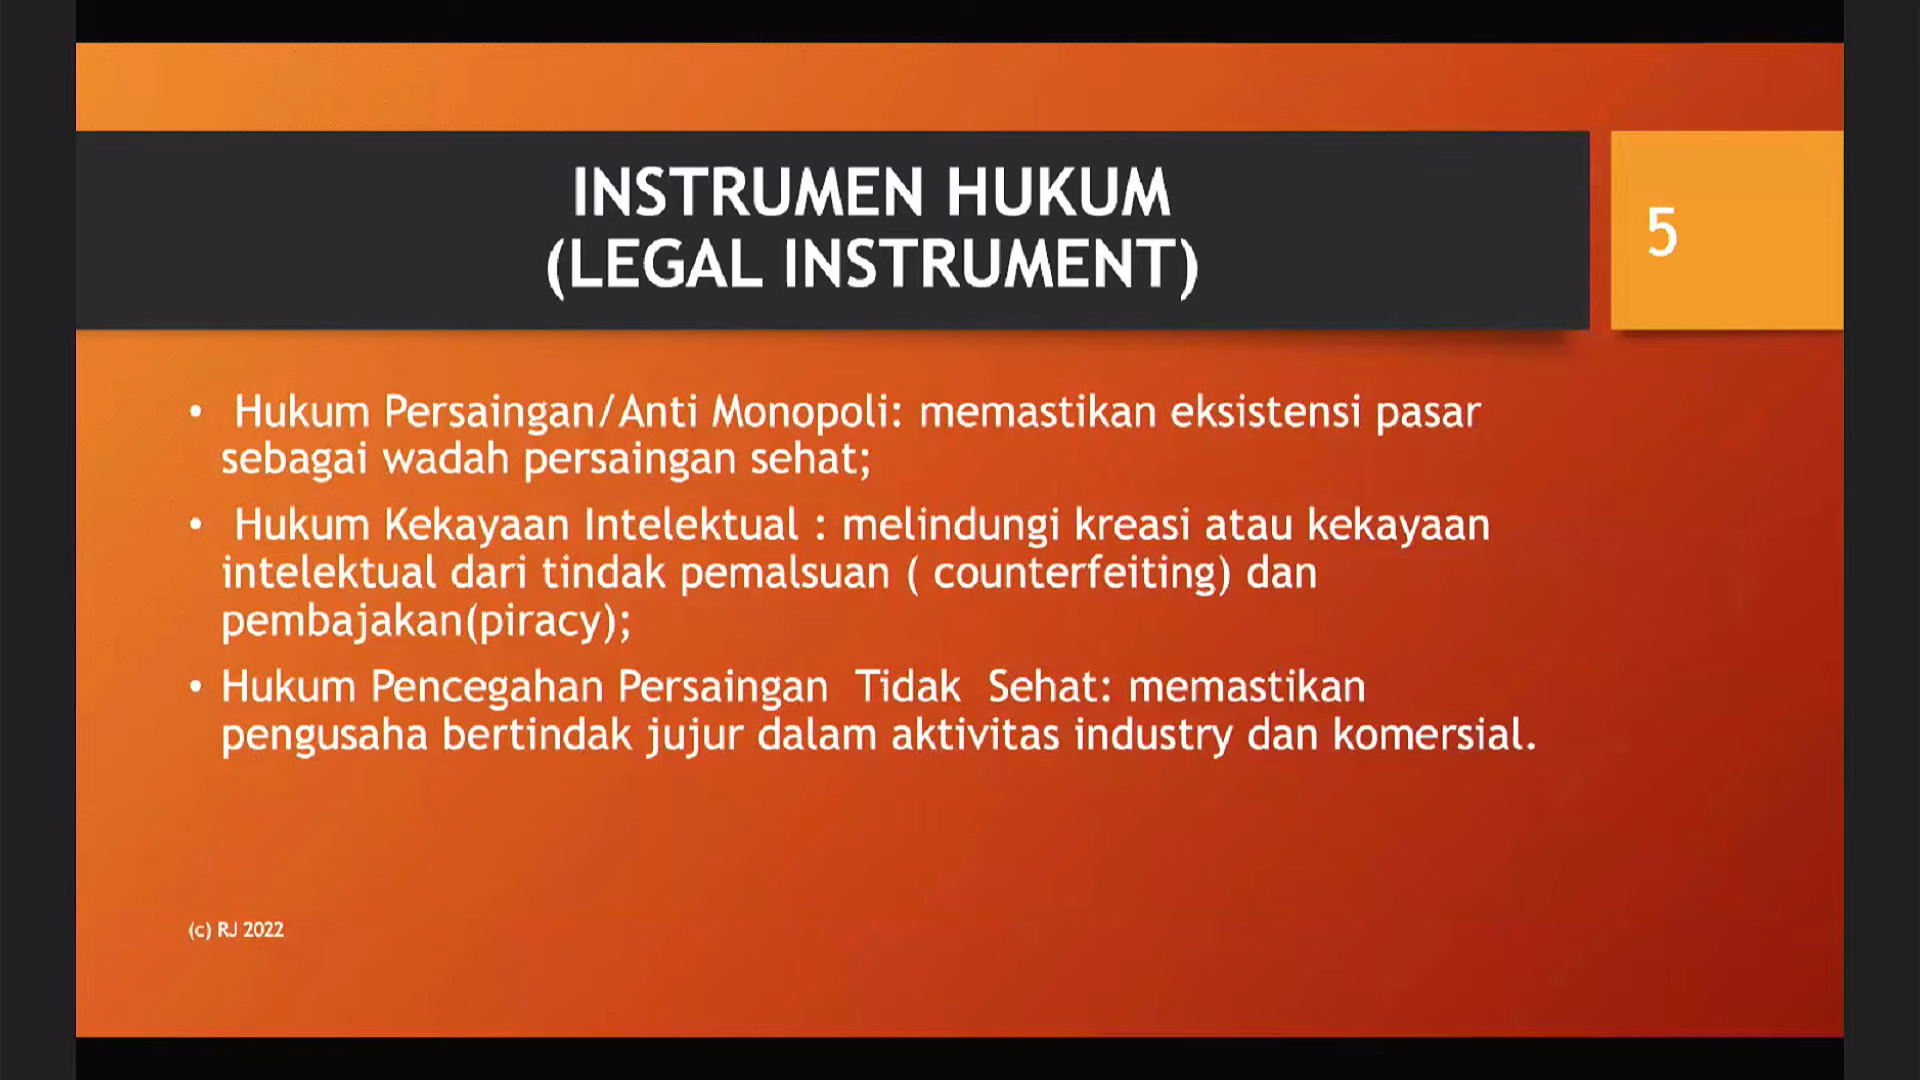 INSTRUMEN HUKUM
(LEGAL INSTRUMENT)
5
• Hukum Persaingan/Anti Monopoli: memastikan eksistensi pasar
sebagai wadah persaingan sehat;
• Hukum Kekayaan Intelektual : melindungi kreasi atau kekayaan
intelektual dari tindak pemalsuan ( counterfeiting) dan
pembajakan(piracy);
• Hukum Pencegahan Persaingan Tidak Sehat: memastikan
pengusaha bertindak jujur dalam aktivitas industry dan komersial.
(c) RJ 2022